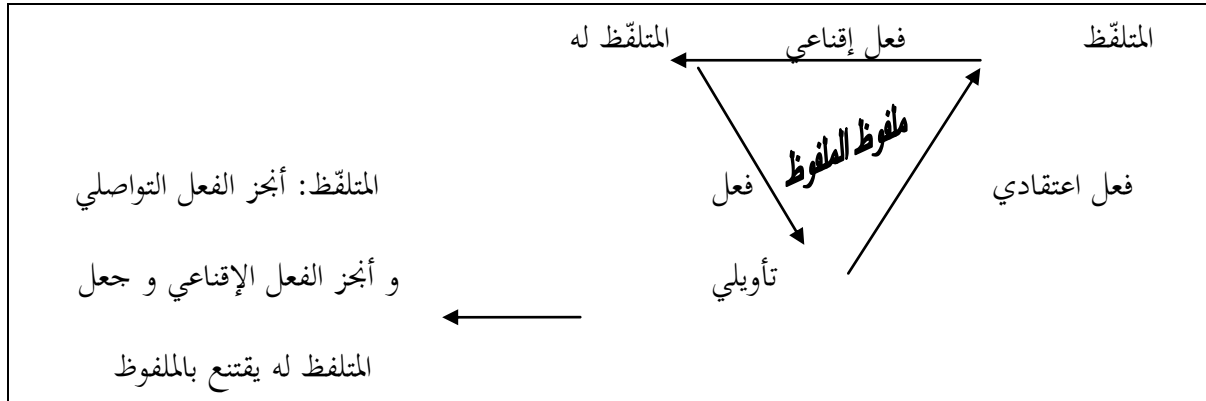 المتلفّظ فعل إقناعي المتلفّظ له
ملفوظ الملفوظ
فعل اعتقادي فعل المتلفّظ: أنجز الفعل التواصلي
تأويلي و أنجز الفعل الإقناعي و جعل
المتلفظ له يقتنع بالملفوظ